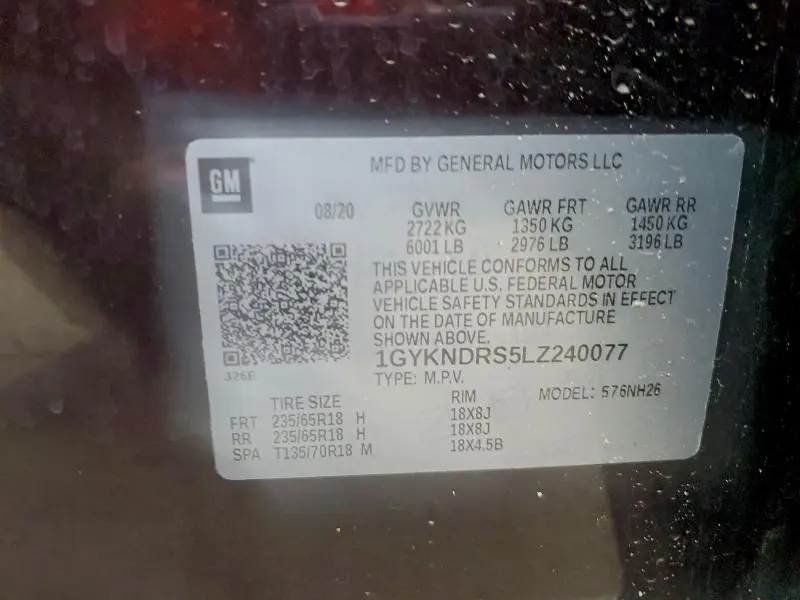 GM
MFD BY GENERAL MOTORS LLC
08/20 GVWR GAWR FRT GAWR RR
2722 KG 1350 KG 1450 KG
6001 LB 2976 LB 3196 LB
THIS VEHICLE CONFORMS TO ALL
APPLICABLE U.S. FEDERAL MOTOR
VEHICLE SAFETY STANDARDS IN EFFECT
ON THE DATE OF MANUFACTURE
SHOWN ABOVE.
1GYKNDRS5LZ240077
326E
TYPE: M.P.V. MODEL: 576NH26
TIRE SIZE RIM
FRT 235/65R18 H 18X8J
RR 235/65R18 H 18X8J
SPA T135/70R18 M 18X4.5B